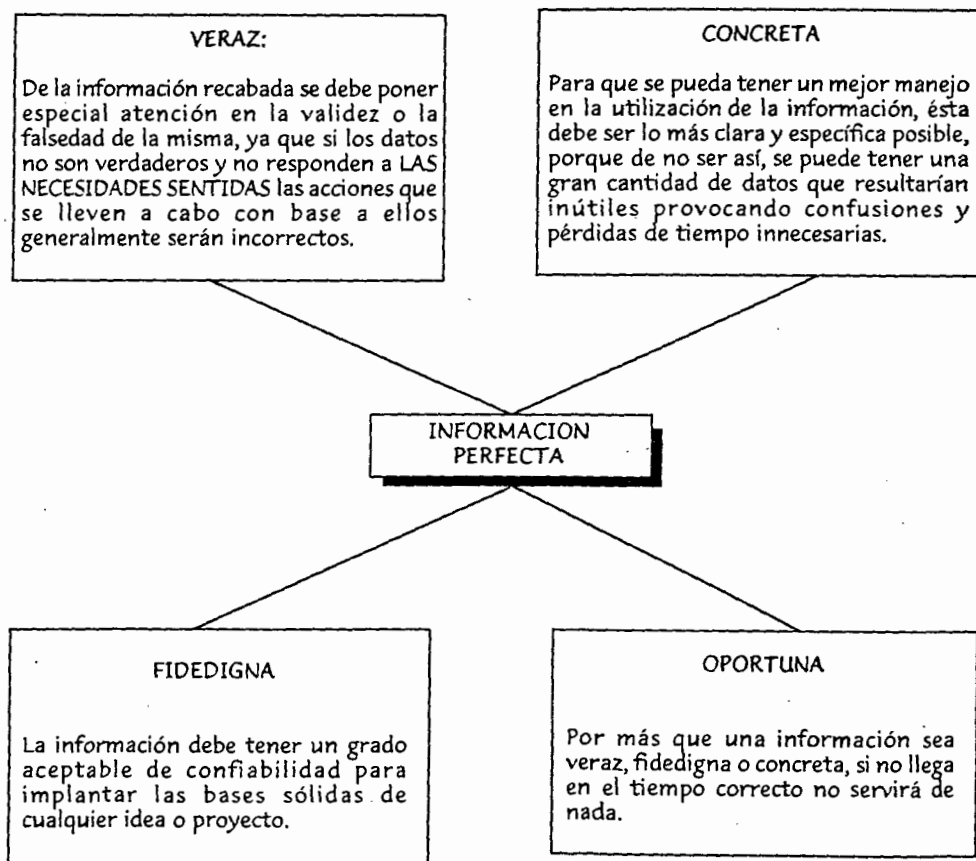 VERAZ:
De la información recabada se debe poner
especial atención en la validez o la
falsedad de la misma, ya que si los datos
no son verdaderos y no responden a LAS
NECESIDADES SENTIDAS las acciones que
se lleven a cabo con base a ellos
generalmente serán incorrectos.
CONCRETA
Para que se pueda tener un mejor manejo
en la utilización de la información, ésta
debe ser lo más clara y específica posible,
porque de no ser así, se puede tener una
gran cantidad de datos que resultarían
inútiles provocando confusiones y
pérdidas de tiempo innecesarias.
INFORMACION
PERFECTA
FIDEDIGNA
La información debe tener un grado
aceptable de confiabilidad para
implantar las bases sólidas de
cualquier idea o proyecto.
OPORTUNA
Por más que una información sea
veraz, fidedigna o concreta, si no llega
en el tiempo correcto no servirá de
nada.